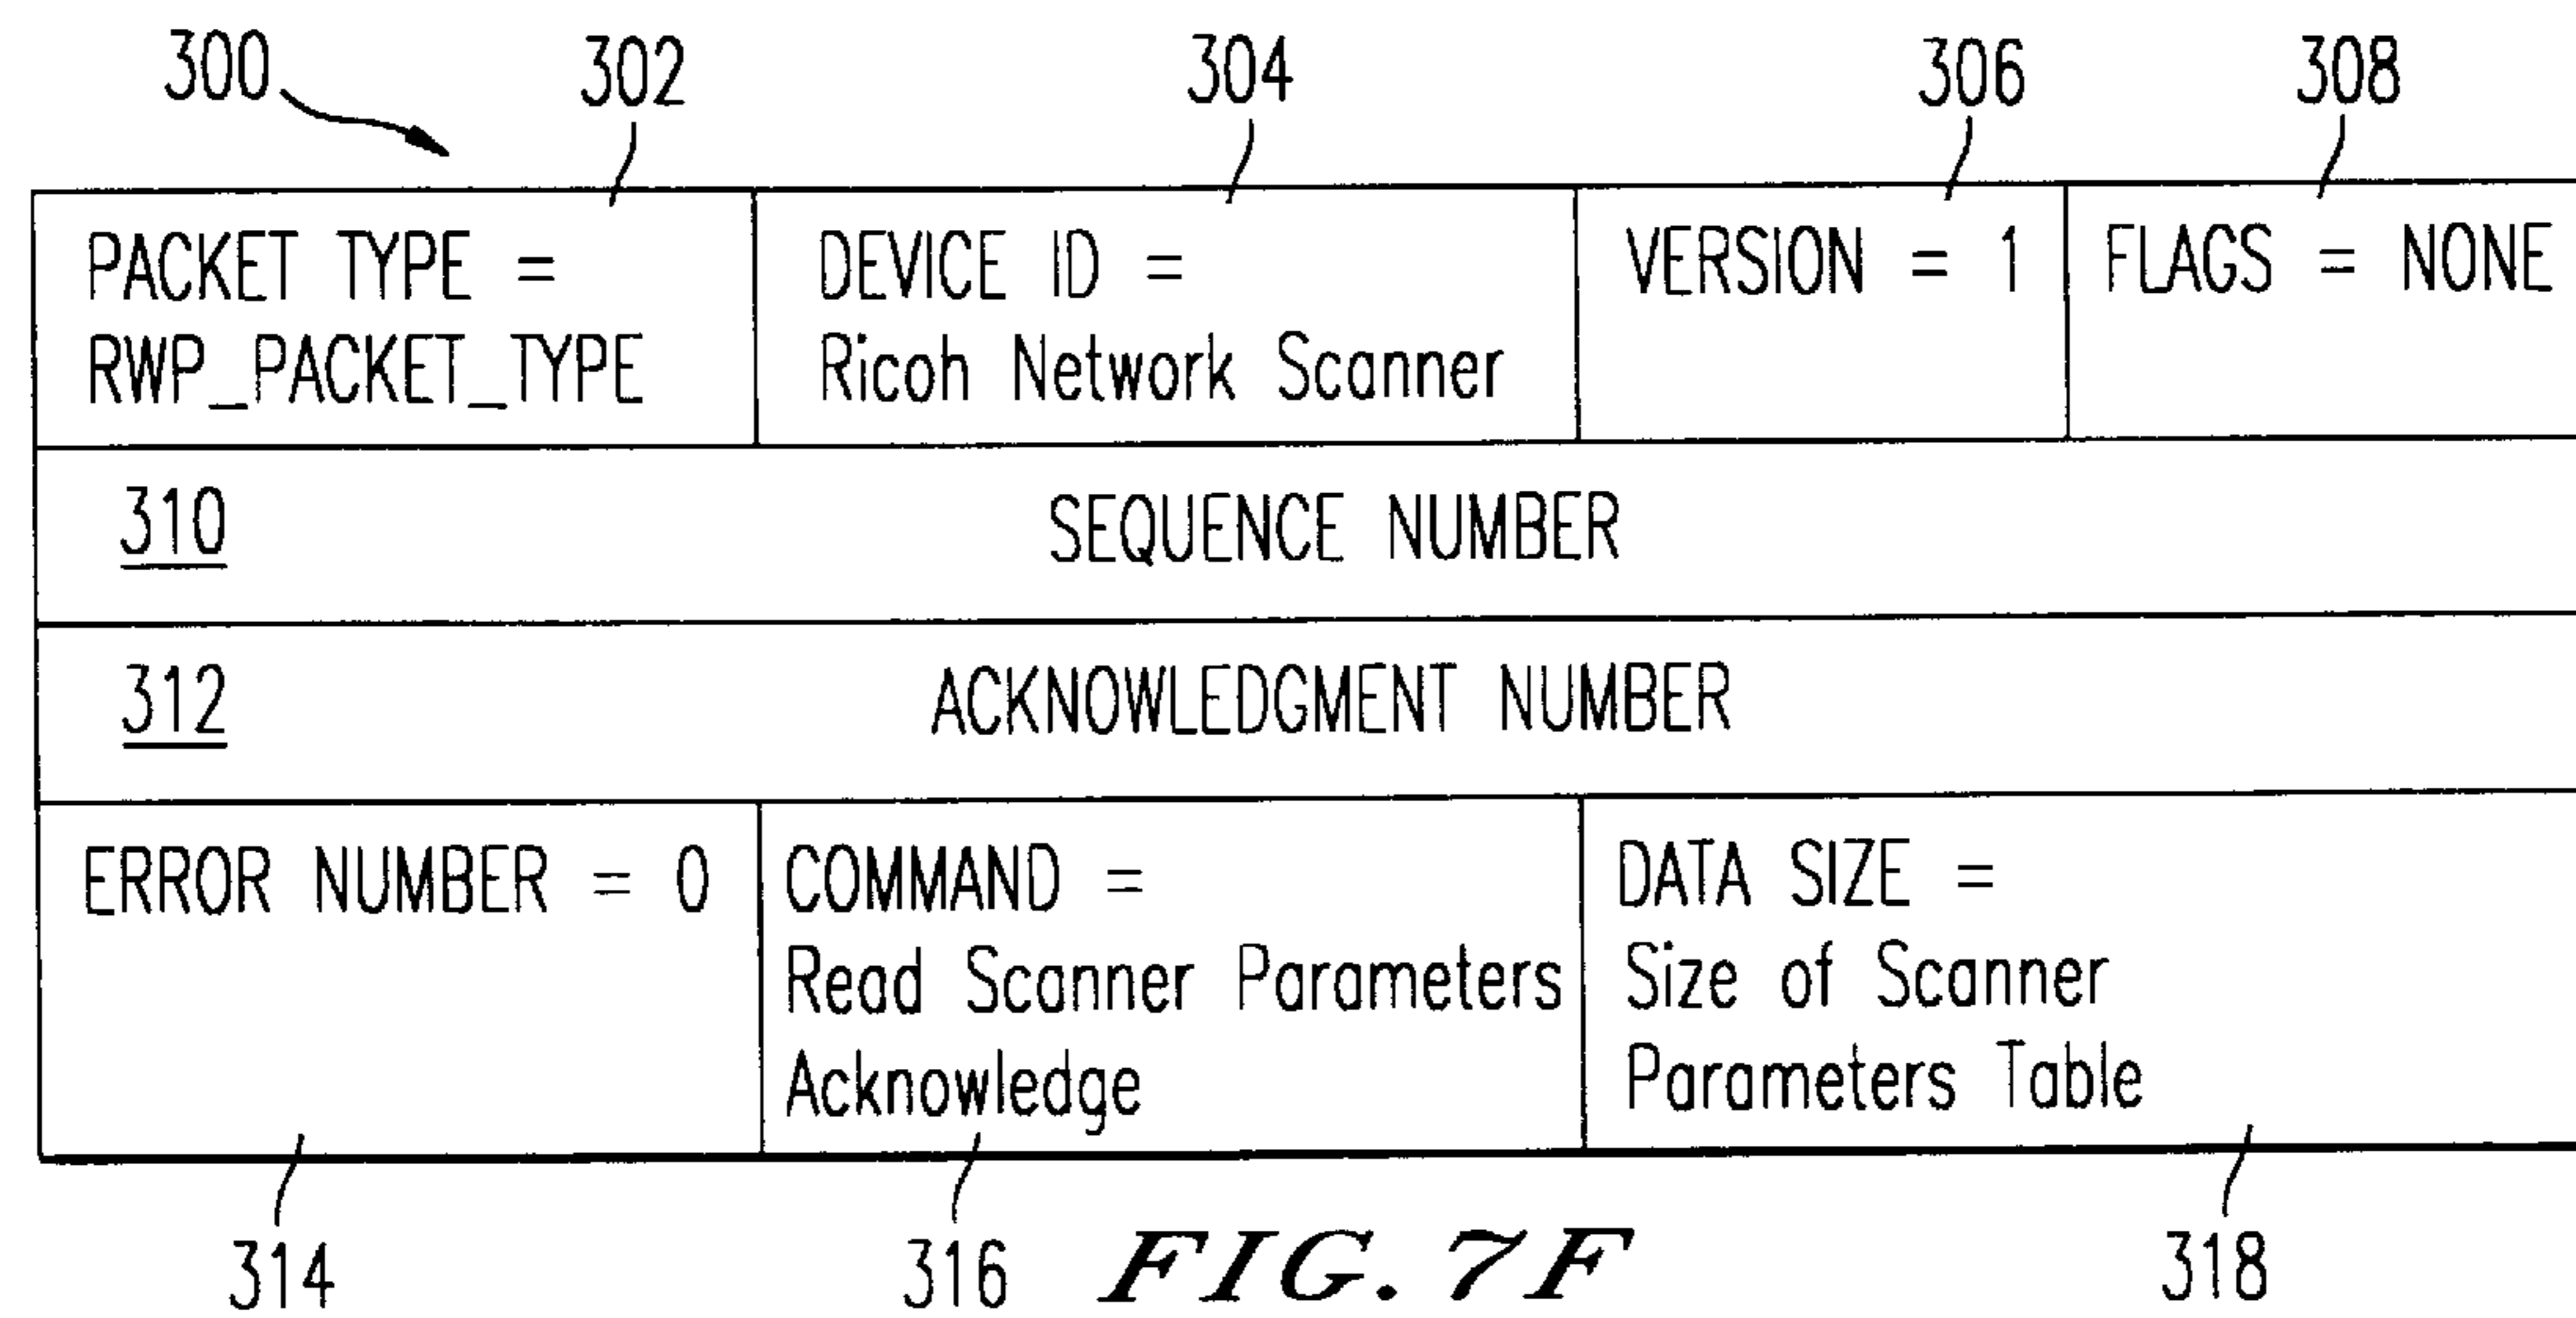 300 302 304 306 308
PACKET TYPE =
RWP_PACKET_TYPE
DEVICE ID =
Ricoh Network Scanner
VERSION = 1
FLAGS = NONE
310 SEQUENCE NUMBER
312 ACKNOWLEDGMENT NUMBER
ERROR NUMBER = 0
COMMAND =
Read Scanner Parameters
Acknowledge
DATA SIZE =
Size of Scanner
Parameters Table
314 316 318
FIG. 7F